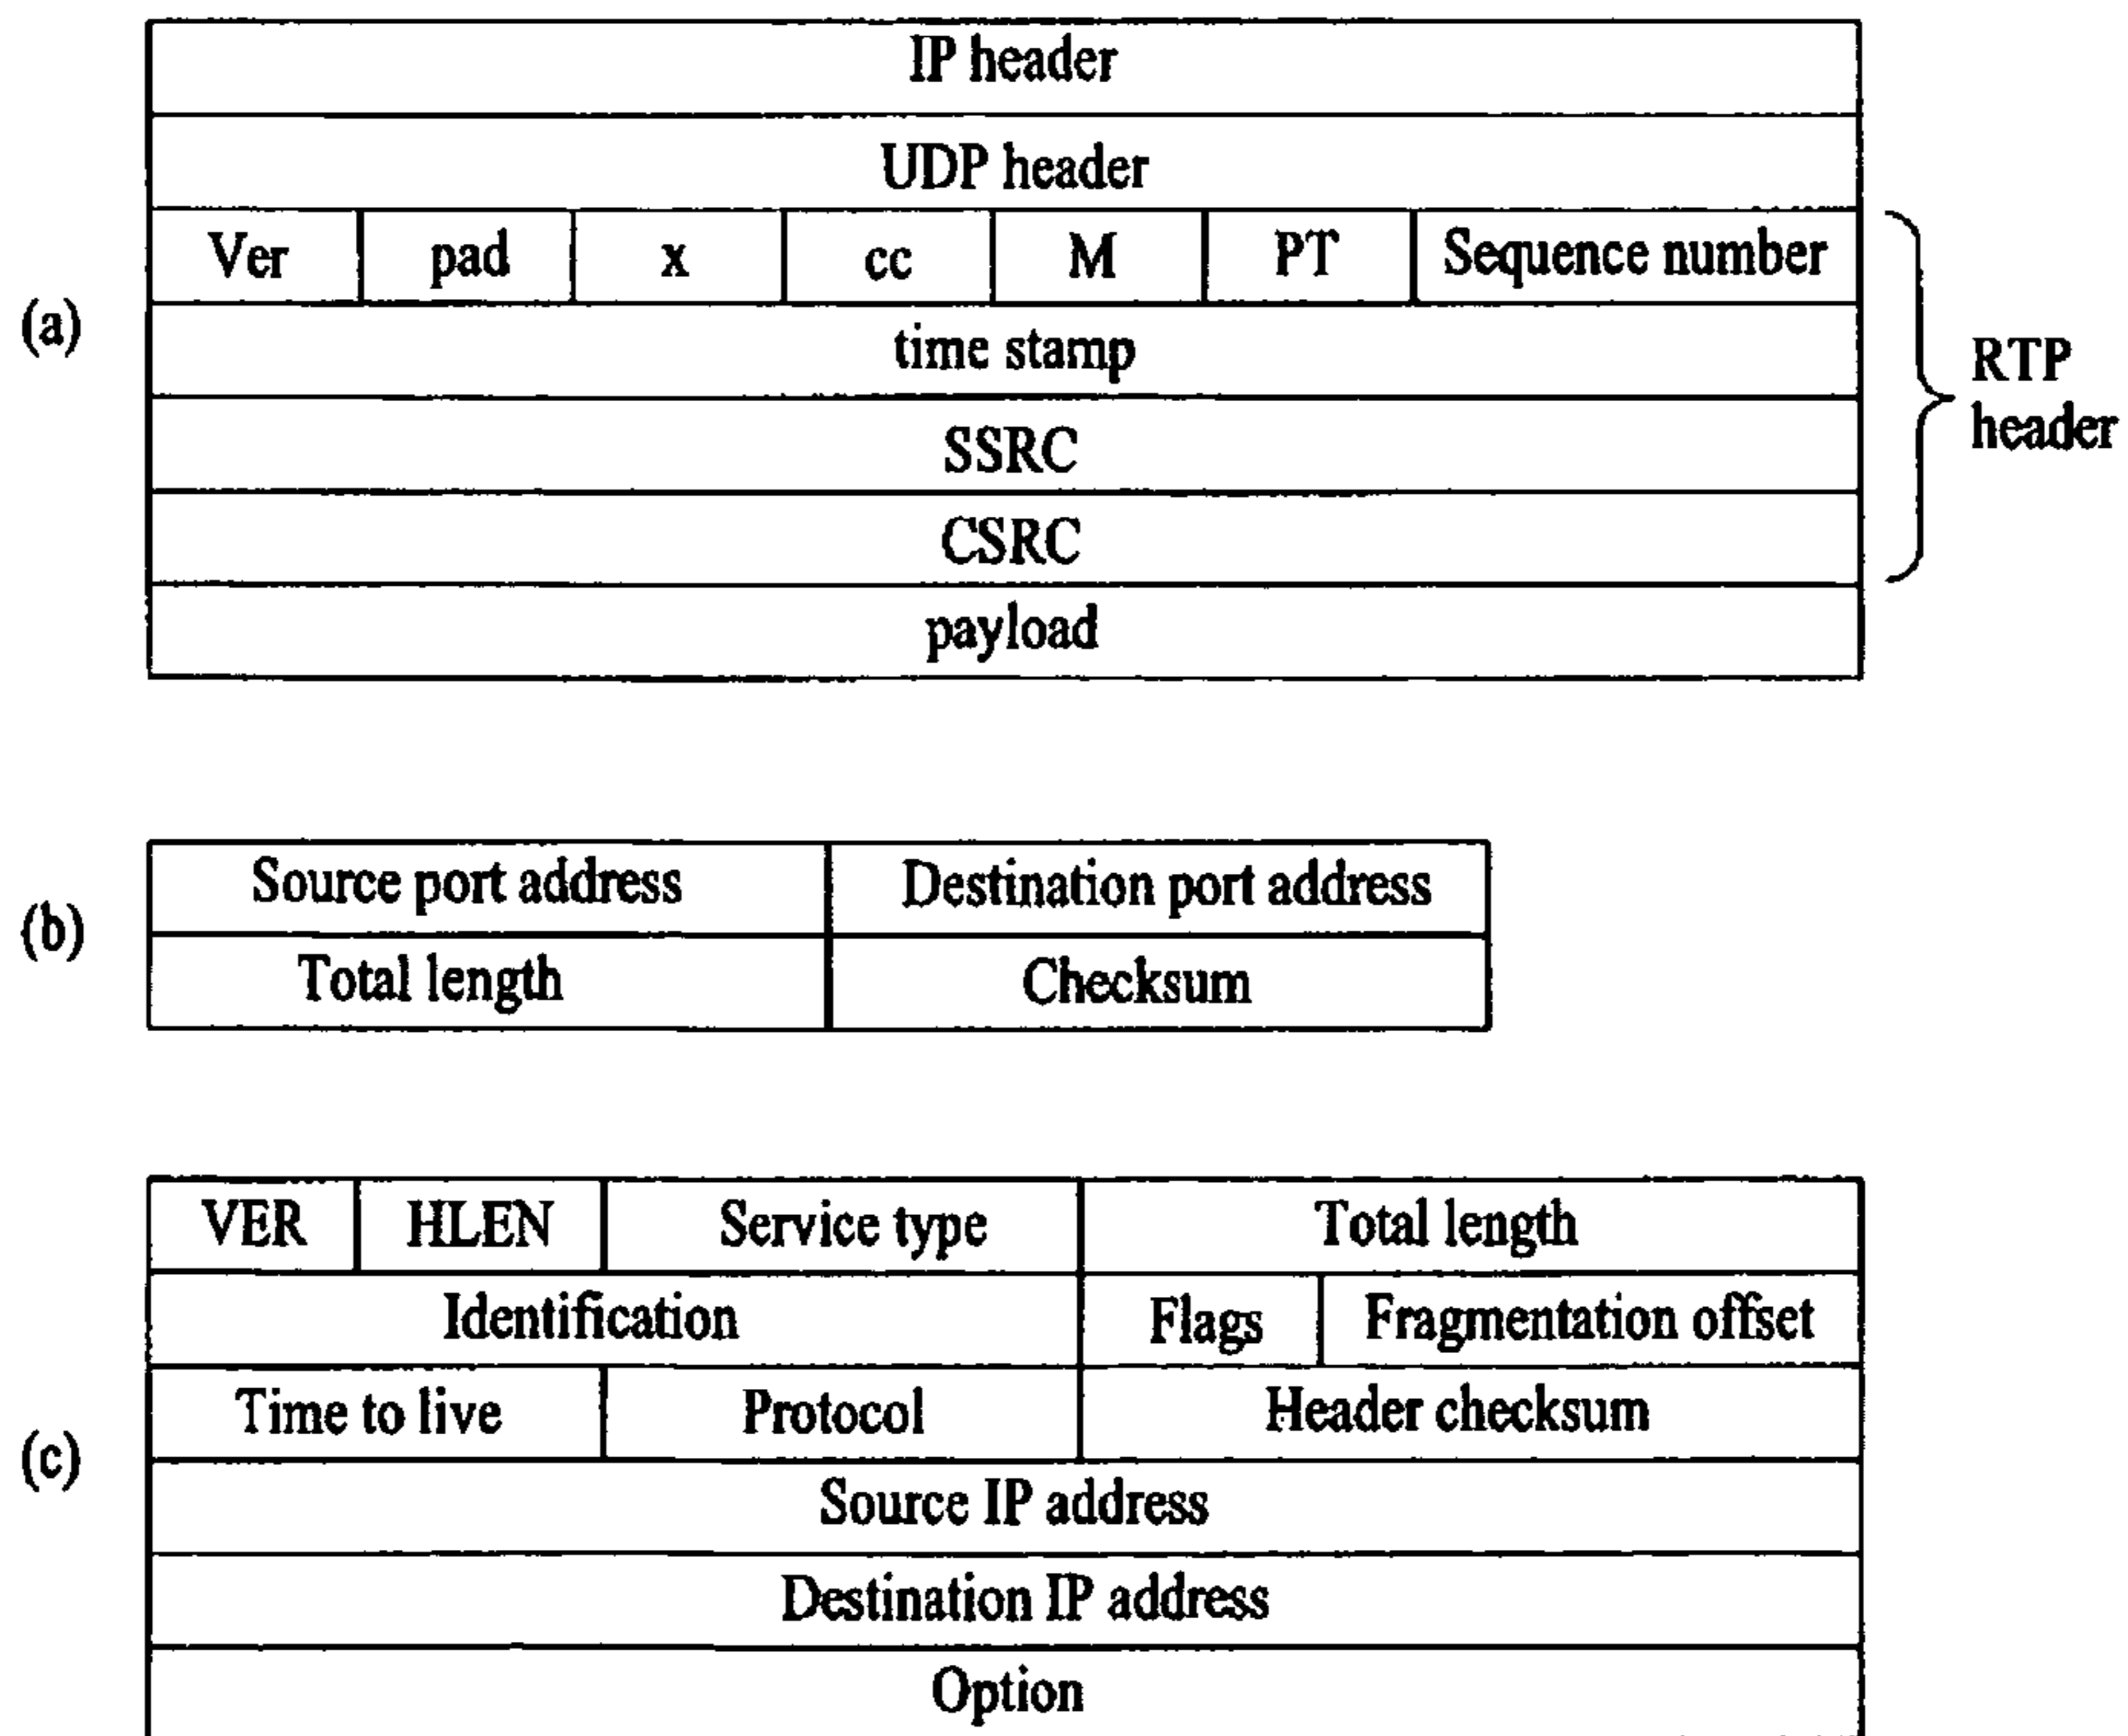 IP header
UDP header
Ver pad x cc M PT Sequence number
(a)
time stamp
RTP
header
SSRC
CSRC
payload
Source port address Destination port address
(b)
Total length Checksum
VER HLEN Service type Total length
Identification Flags Fragmentation offset
Time to live Protocol Header checksum
(c)
Source IP address
Destination IP address
Option